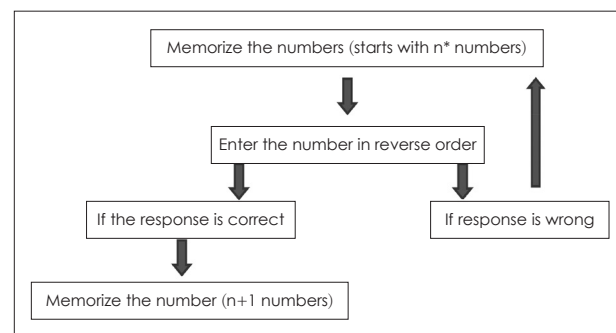 Memorize the numbers (starts with n* numbers)
Enter the number in reverse order
If the response is correct
If response is wrong
Memorize the number (n+1 numbers)